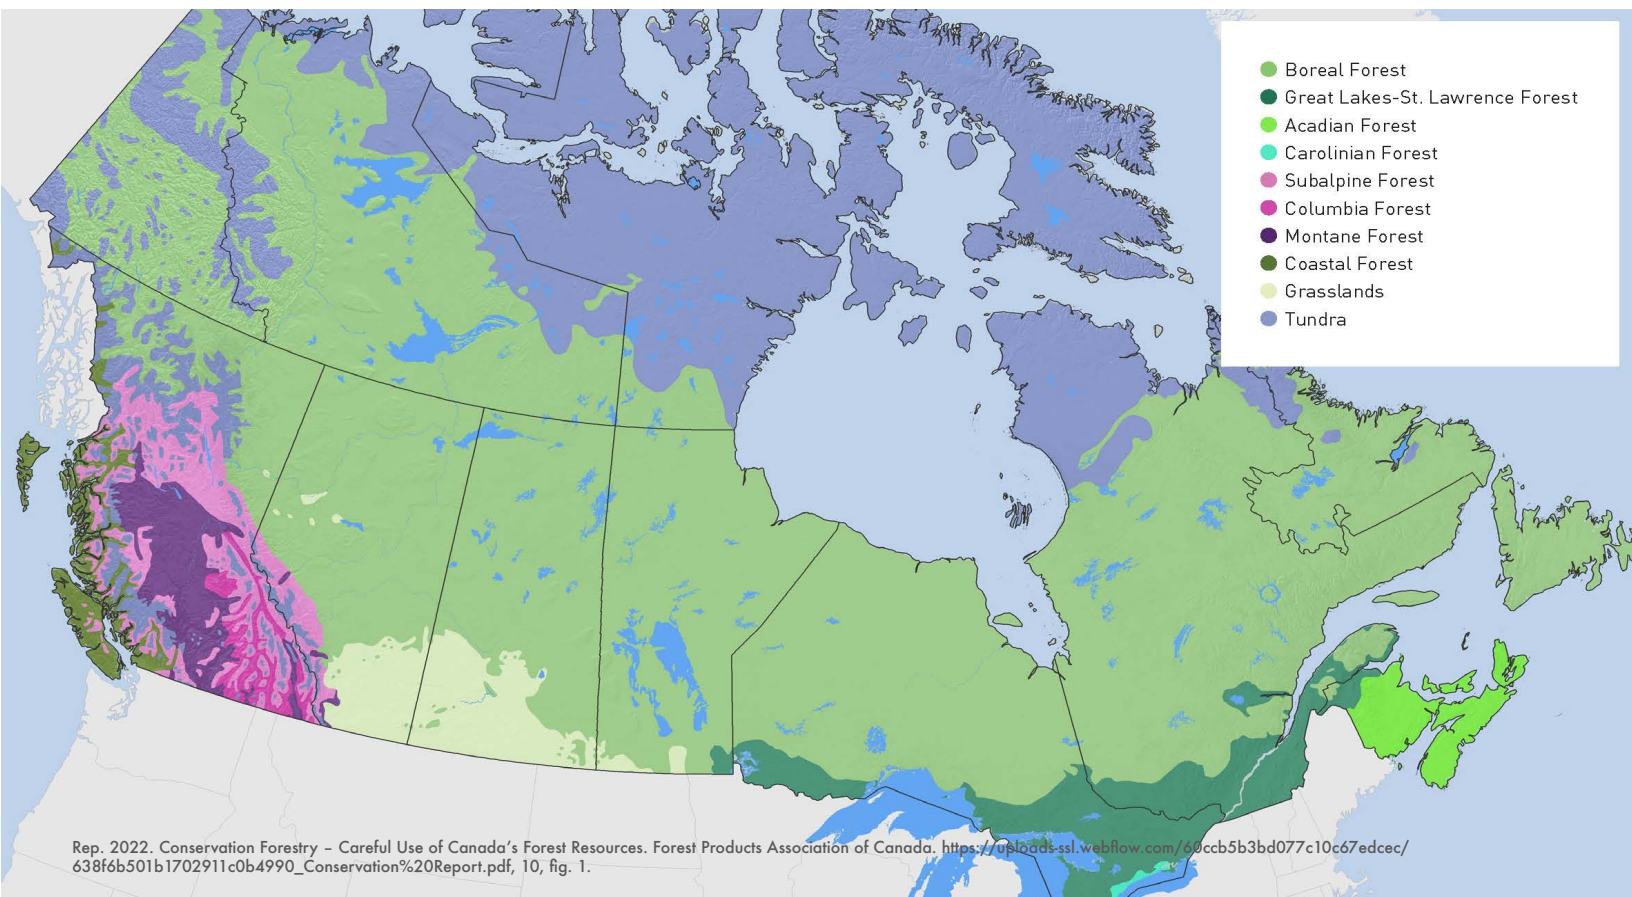 Boreal Forest
Great Lakes-St. Lawrence Forest
Acadian Forest
Carolinian Forest
Subalpine Forest
Columbia Forest
Montane Forest
Coastal Forest
Grasslands
Tundra
Rep. 2022. Conservation Forestry – Careful Use of Canada’s Forest Resources. Forest Products Association of Canada. https://uploads-ssl.webflow.com/60ccb5b3bd077c10c67edcec/
638f6b501b1702911c0b4990_Conservation%20Report.pdf, 10, fig. 1.